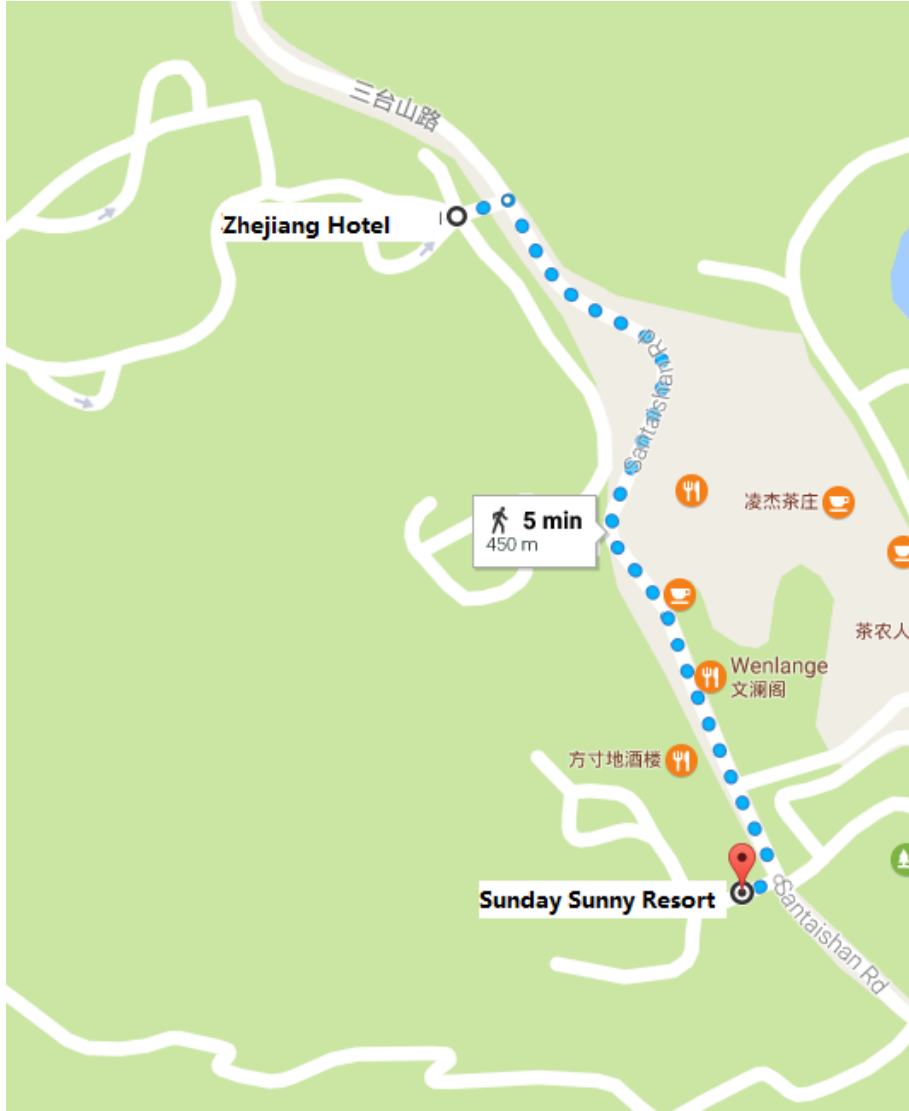 三台山路
Zhejiang Hotel
Santaishan Rd
凌杰茶庄
5 min
450 m
茶农人
Wenlange
文澜阁
方寸地酒楼
Sunday Sunny Resort
Santaishan Rd